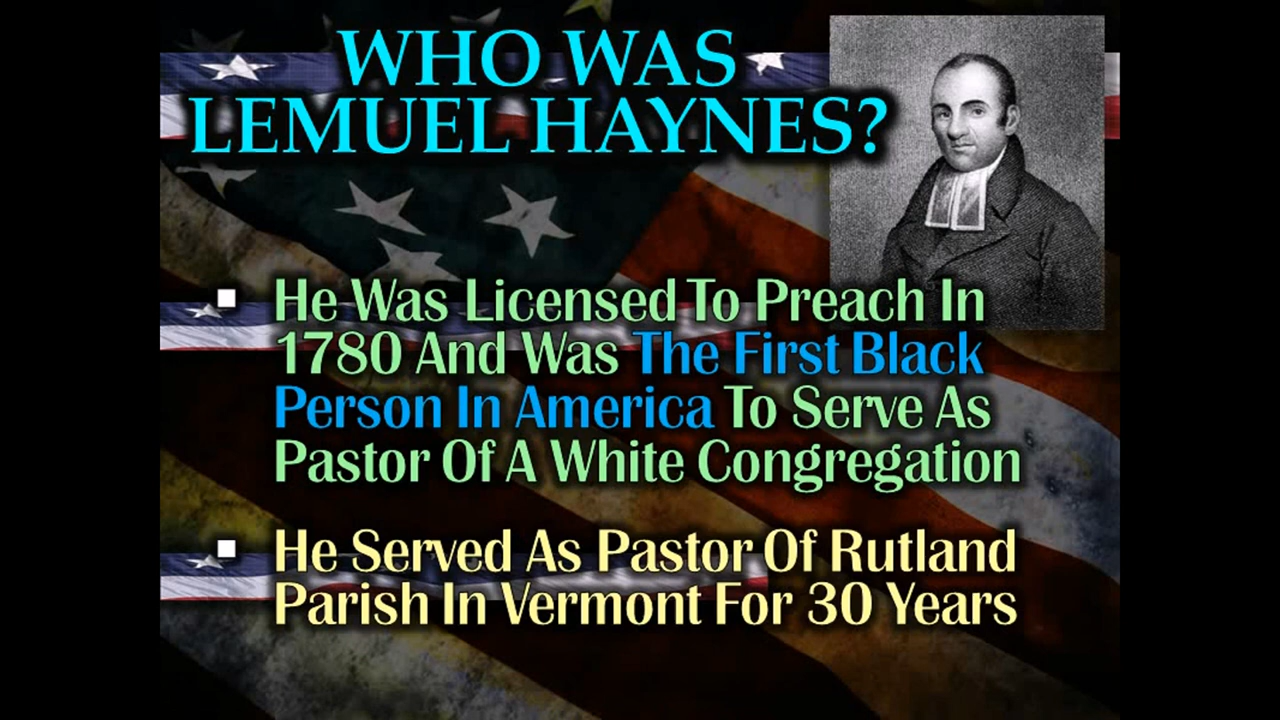 WHO WAS
LEMUEL HAYNES?
▪ He Was Licensed To Preach In
1780 And Was The First Black
Person In America To Serve As
Pastor Of A White Congregation
▪ He Served As Pastor Of Rutland
Parish In Vermont For 30 Years